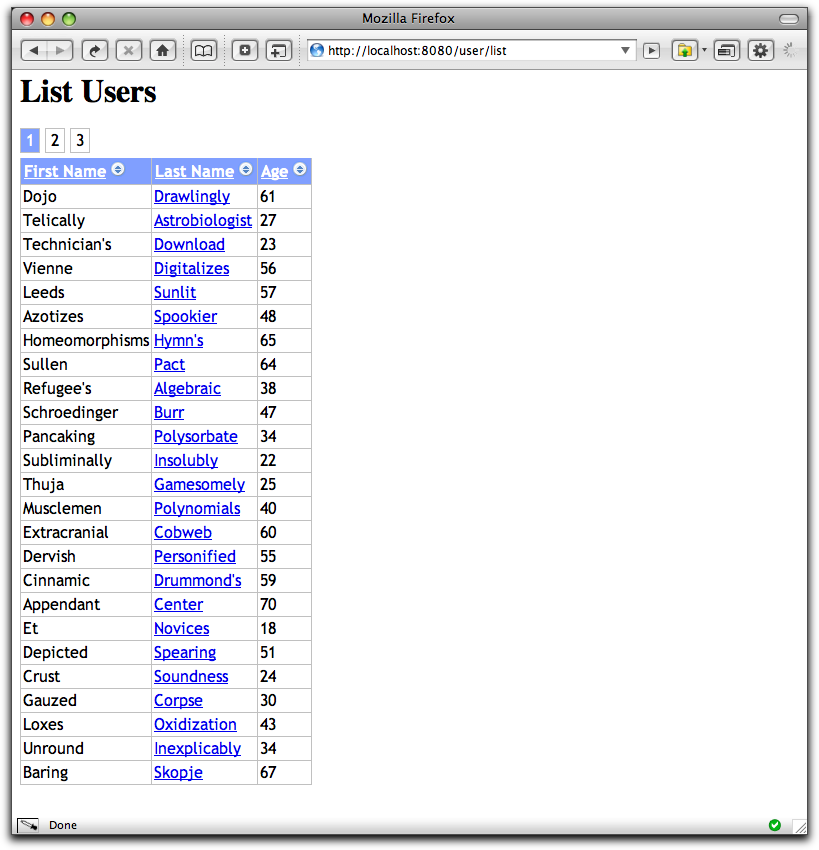 Mozilla Firefox
http://localhost:8080/user/list
List Users
1 2 3
First Name Last Name Age
Dojo Drawlingly 61
Telically Astrobiologist 27
Technician's Download 23
Vienne Digitalizes 56
Leeds Sunlit 57
Azotizes Spookier 48
Homeomorphisms Hymn's 65
Sullen Pact 64
Refugee's Algebraic 38
Schroedinger Burr 47
Pancaking Polysorbate 34
Subliminally Insolubly 22
Thuja Gamesomely 25
Musclemen Polynomials 40
Extracranial Cobweb 60
Dervish Personified 55
Cinnamic Drummond's 59
Appendant Center 70
Et Novices 18
Depicted Spearing 51
Crust Soundness 24
Gauzed Corpse 30
Loxes Oxidization 43
Unround Inexplicably 34
Baring Skopje 67
Done